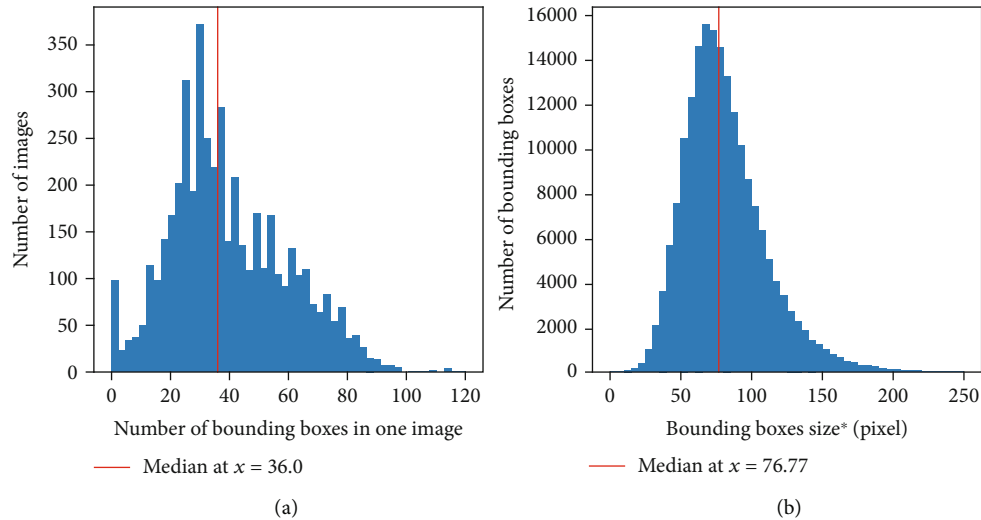 350
300
250
200
150
100
50
0
Number of images
0 20 40 60 80 100 120
Number of bounding boxes in one image
Median at x = 36.0
(a)
16000
14000
12000
10000
8000
6000
4000
2000
0
Number of bounding boxes
0 50 100 150 200 250
Bounding boxes size* (pixel)
Median at x = 76.77
(b)